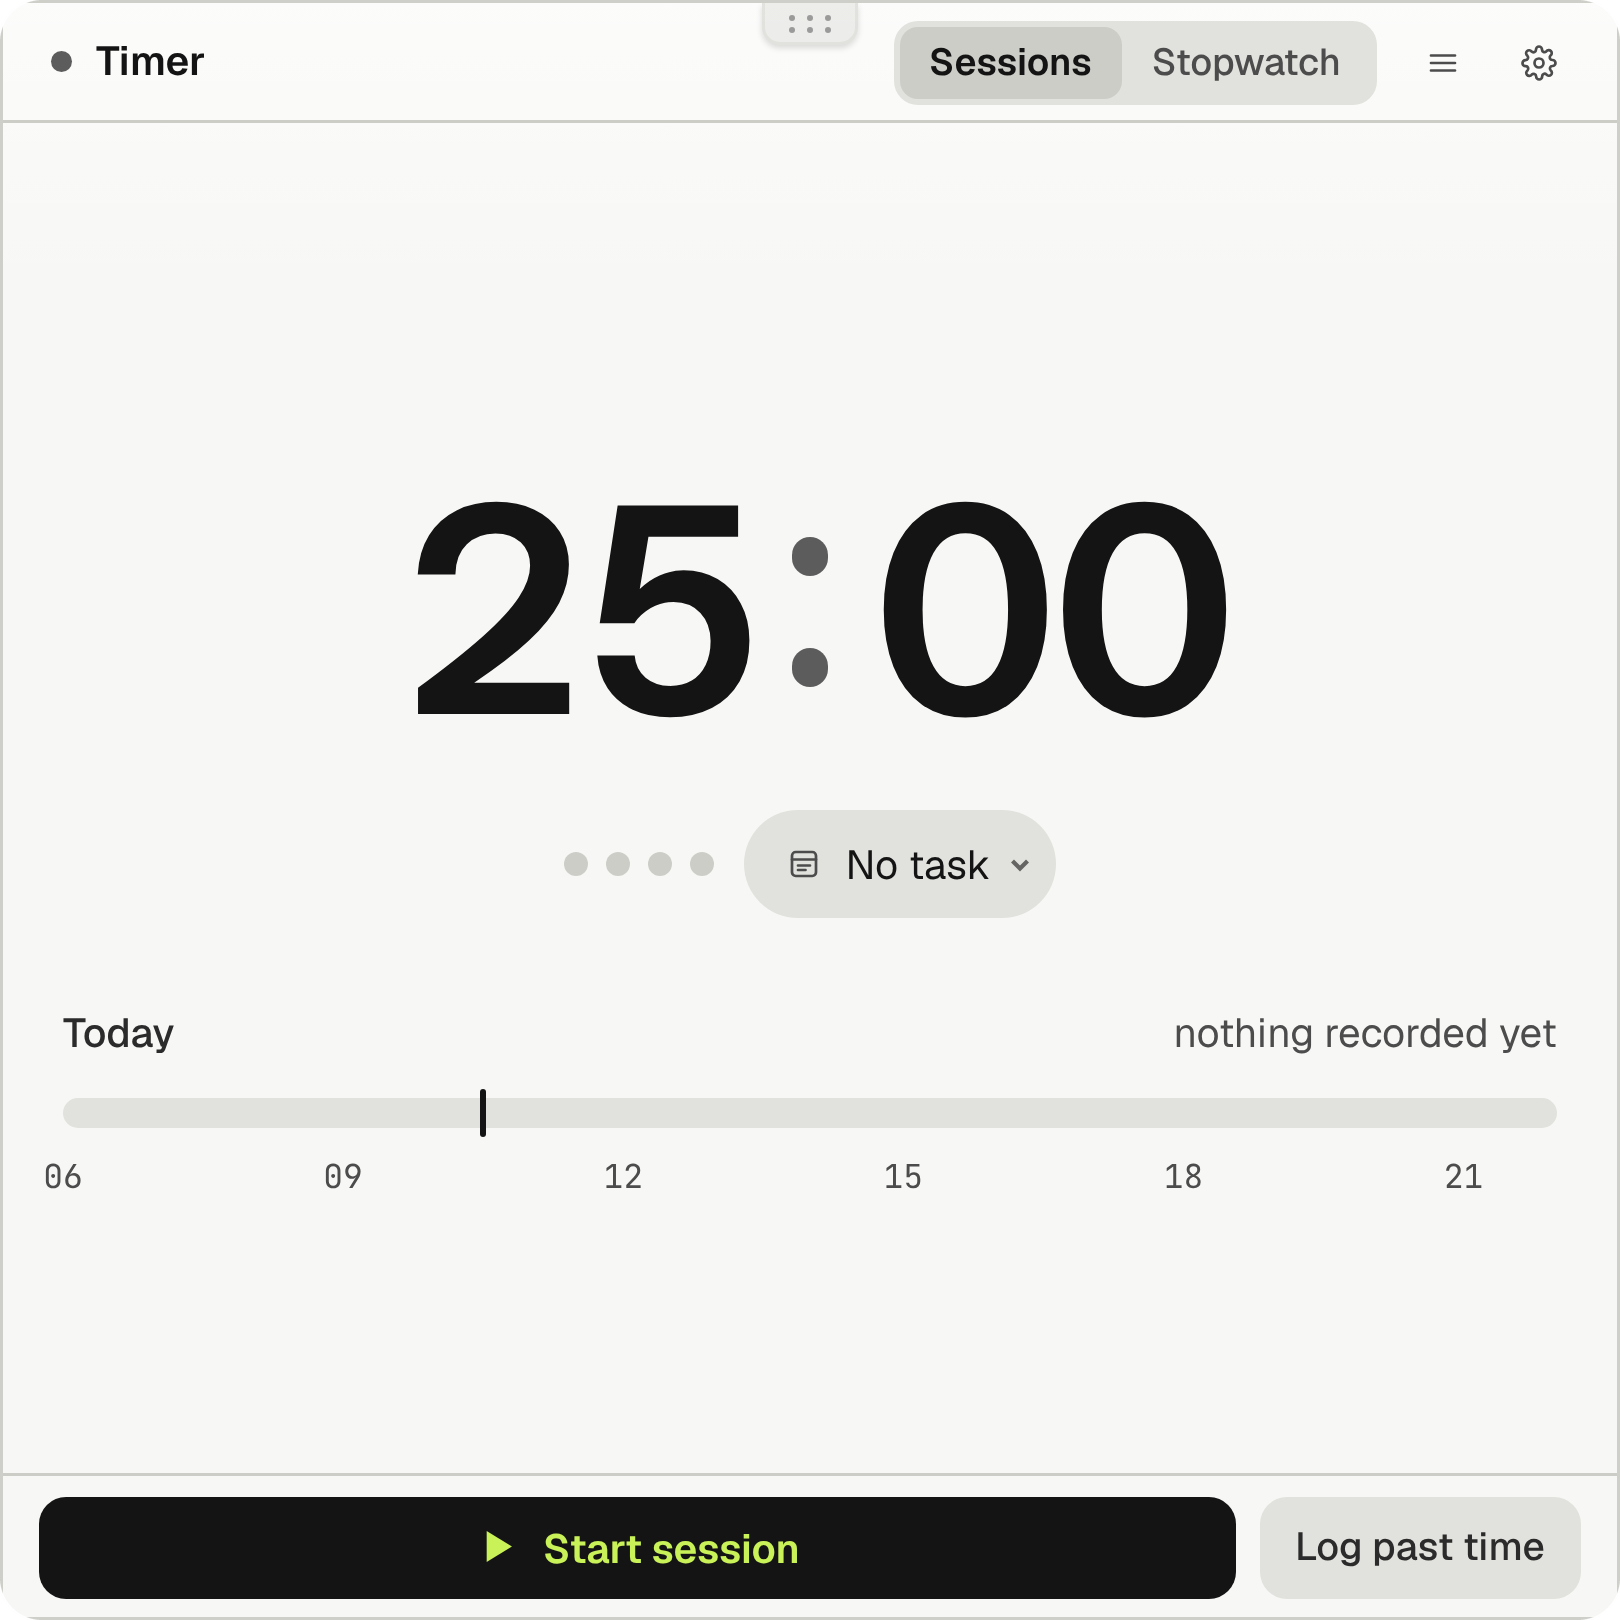 Timer
Sessions Stopwatch
25:00
No task
Today nothing recorded yet
06 09 12 15 18 21
Start session Log past time